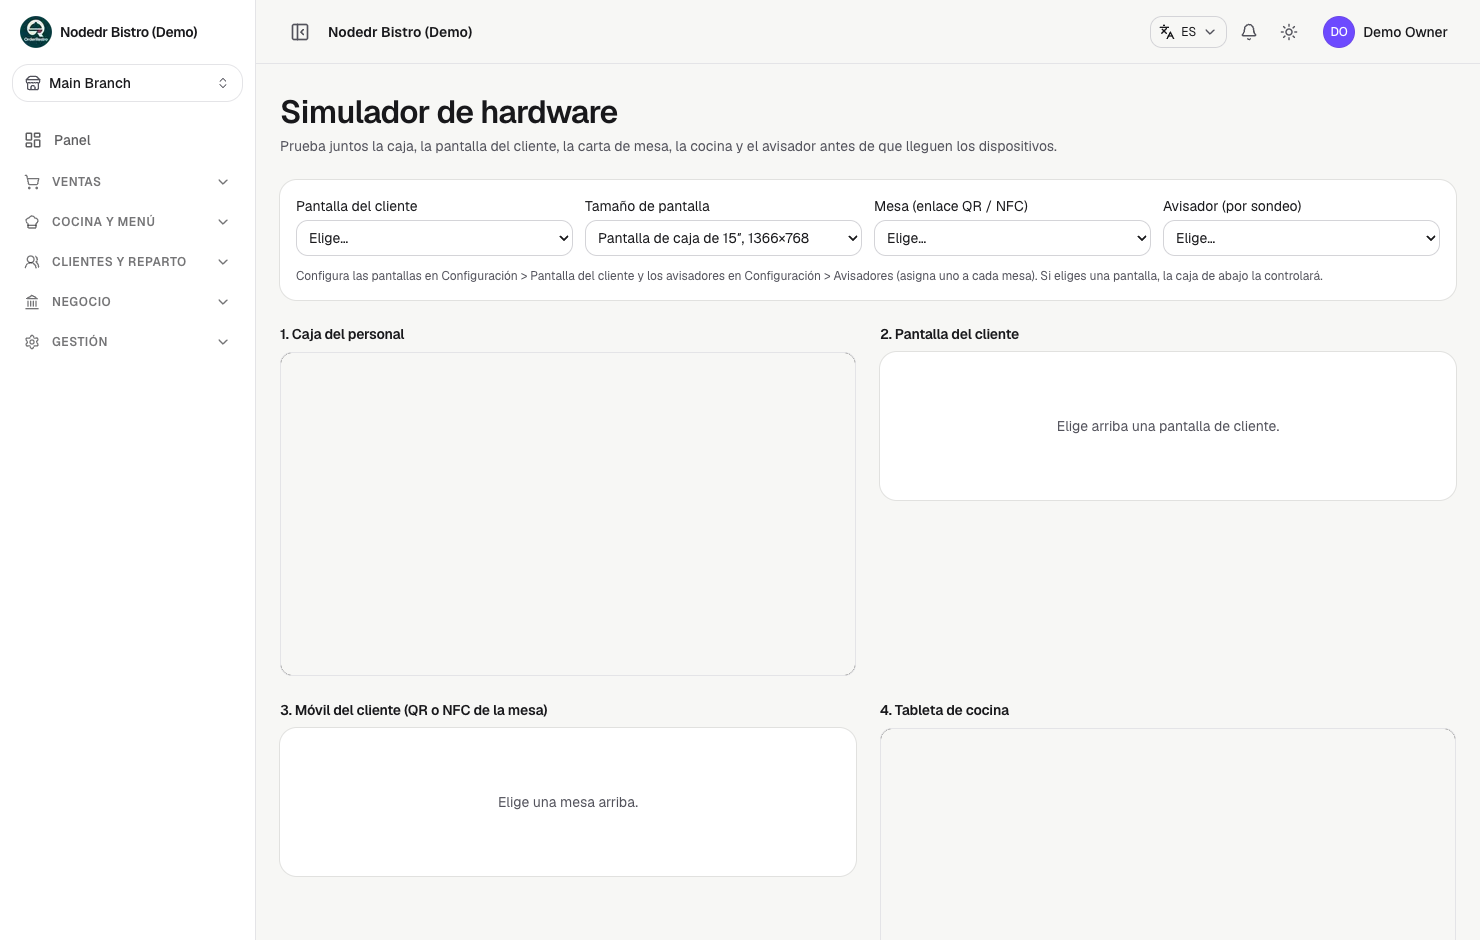 Nodedr Bistro (Demo)
Main Branch
Panel
VENTAS
COCINA Y MENÚ
CLIENTES Y REPARTO
NEGOCIO
GESTIÓN
Nodedr Bistro (Demo)
ES
DO
Demo Owner
Simulador de hardware
Prueba juntos la caja, la pantalla del cliente, la carta de mesa, la cocina y el avisador antes de que lleguen los dispositivos.
Pantalla del cliente
Elige…
Tamaño de pantalla
Pantalla de caja de 15″, 1366×768
Mesa (enlace QR / NFC)
Elige…
Avisador (por sondeo)
Elige…
Configura las pantallas en Configuración > Pantalla del cliente y los avisadores en Configuración > Avisadores (asigna uno a cada mesa). Si eliges una pantalla, la caja de abajo la controlará.
1. Caja del personal
2. Pantalla del cliente
Elige arriba una pantalla de cliente.
3. Móvil del cliente (QR o NFC de la mesa)
Elige una mesa arriba.
4. Tableta de cocina